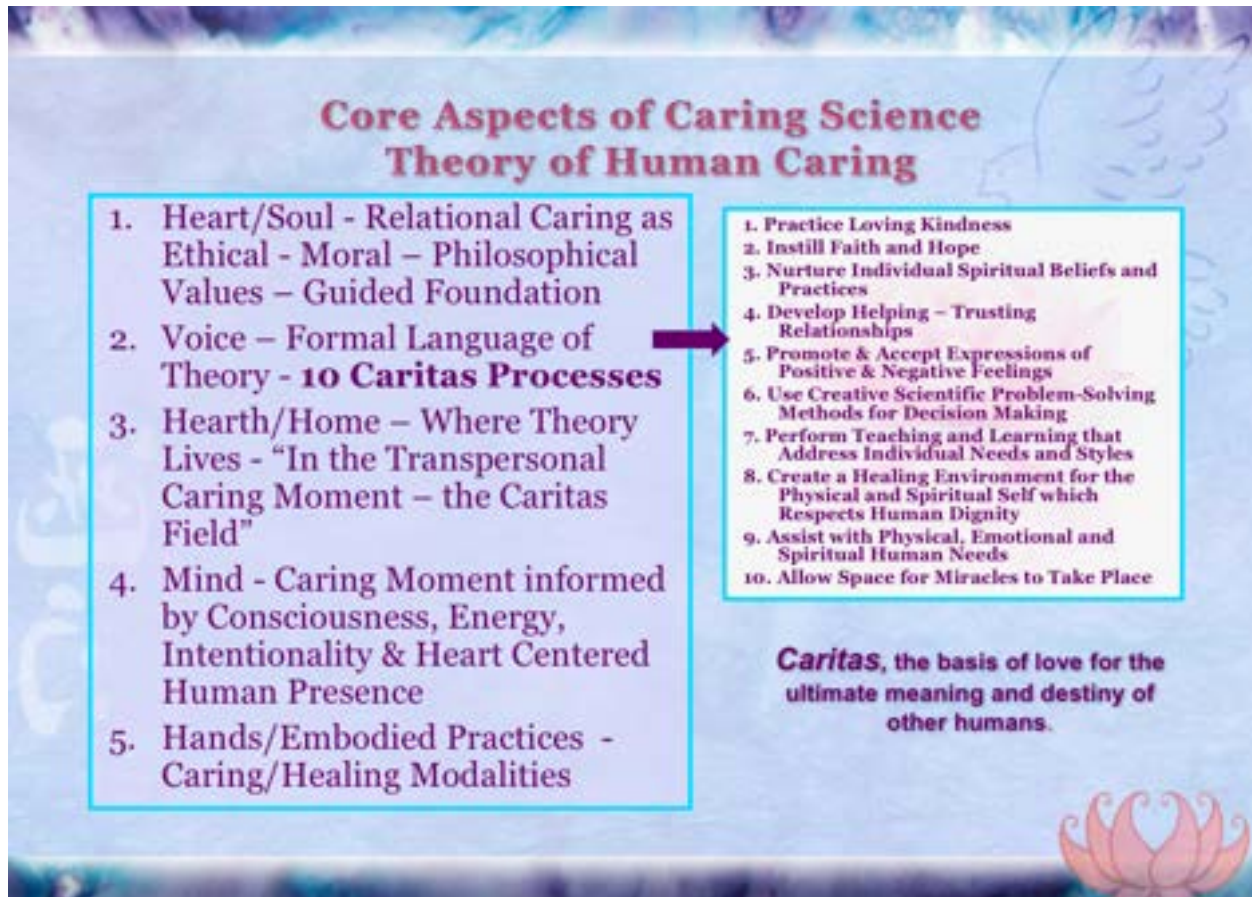 Core Aspects of Caring Science
Theory of Human Caring
1. Heart/Soul - Relational Caring as
Ethical - Moral – Philosophical
Values – Guided Foundation
2. Voice – Formal Language of
Theory - 10 Caritas Processes
3. Hearth/Home – Where Theory
Lives - “In the Transpersonal
Caring Moment – the Caritas
Field”
4. Mind - Caring Moment informed
by Consciousness, Energy,
Intentionality & Heart Centered
Human Presence
5. Hands/Embodied Practices -
Caring/Healing Modalities
1. Practice Loving Kindness
2. Instill Faith and Hope
3. Nurture Individual Spiritual Beliefs and
Practices
4. Develop Helping – Trusting
Relationships
5. Promote & Accept Expressions of
Positive & Negative Feelings
6. Use Creative Scientific Problem-Solving
Methods for Decision Making
7. Perform Teaching and Learning that
Address Individual Needs and Styles
8. Create a Healing Environment for the
Physical and Spiritual Self which
Respects Human Dignity
9. Assist with Physical, Emotional and
Spiritual Human Needs
10. Allow Space for Miracles to Take Place
Caritas, the basis of love for the
ultimate meaning and destiny of
other humans.